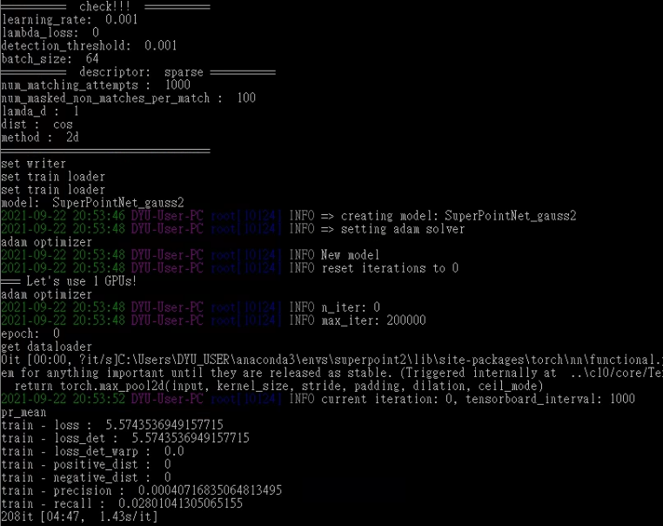 ========== check!!! ==========
learning_rate:  0.001
lambda_loss:  0
detection_threshold:  0.001
batch_size:  64
========== descriptor:  sparse ==========
num_matching_attempts :  1000
num_masked_non_matches_per_match :  100
lamda_d :  1
dist :  cos
method :  2d
==============================
set writer
set train loader
set train loader
model:  SuperPointNet_gauss2
2021-09-22 20:53:46 DYU-User-PC root[10124] INFO => creating model: SuperPointNet_gauss2
2021-09-22 20:53:48 DYU-User-PC root[10124] INFO => setting adam solver
adam optimizer
2021-09-22 20:53:48 DYU-User-PC root[10124] INFO New model
2021-09-22 20:53:48 DYU-User-PC root[10124] INFO reset iterations to 0
=== Let's use 1 GPUs!
adam optimizer
2021-09-22 20:53:48 DYU-User-PC root[10124] INFO n_iter: 0
2021-09-22 20:53:48 DYU-User-PC root[10124] INFO max_iter: 200000
epoch:  0
get dataloader
0it [00:00, ?it/s]C:\Users\DYU_USER\anaconda3\envs\superpoint2\lib\site-packages\torch\nn\functional.
em for anything important until they are released as stable. (Triggered internally at  ..\c10/core/Te
  return torch.max_pool2d(input, kernel_size, stride, padding, dilation, ceil_mode)
2021-09-22 20:53:52 DYU-User-PC root[10124] INFO current iteration: 0, tensorboard_interval: 1000
pr_mean
train - loss :  5.5743536949157715
train - loss_det :  5.5743536949157715
train - loss_det_warp :  0.0
train - positive_dist :  0
train - negative_dist :  0
train - precision :  0.00040716835064813495
train - recall :  0.02801041305065155
208it [04:47,  1.43s/it]